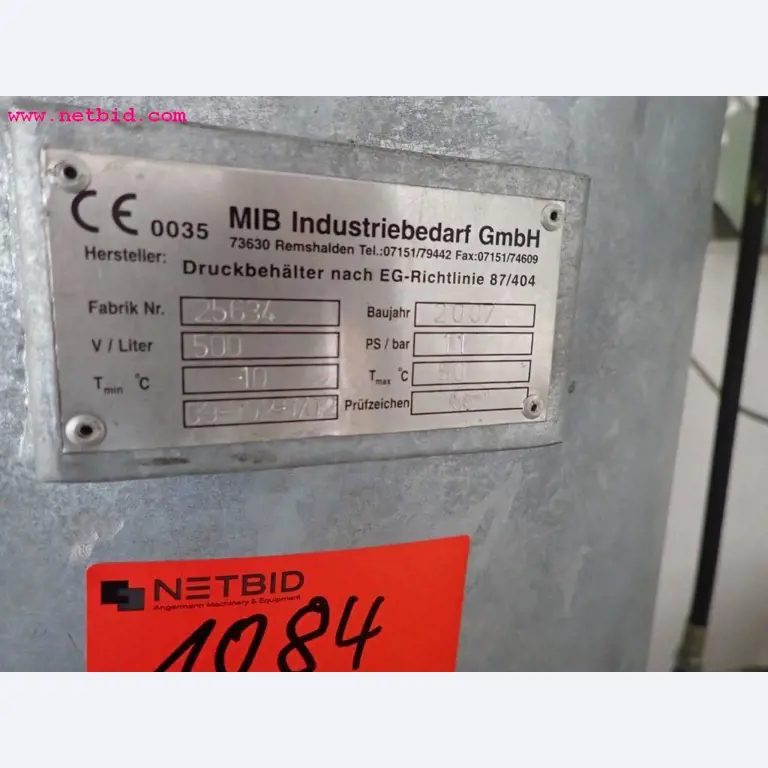 www.netbid.com
CE 0035 MIB Industriebedarf GmbH
73630 Remshalden Tel.:07151/79442 Fax:07151/74609
Hersteller:
Druckbehälter nach EG-Richtlinie 87/404
Fabrik Nr. 25634 Baujahr 2007
V / Liter 500 PS / bar 11
Tmin °C -10 Tmax °C
Prüfzeichen
NETBID
Angermann Machinery & Equipment
1084